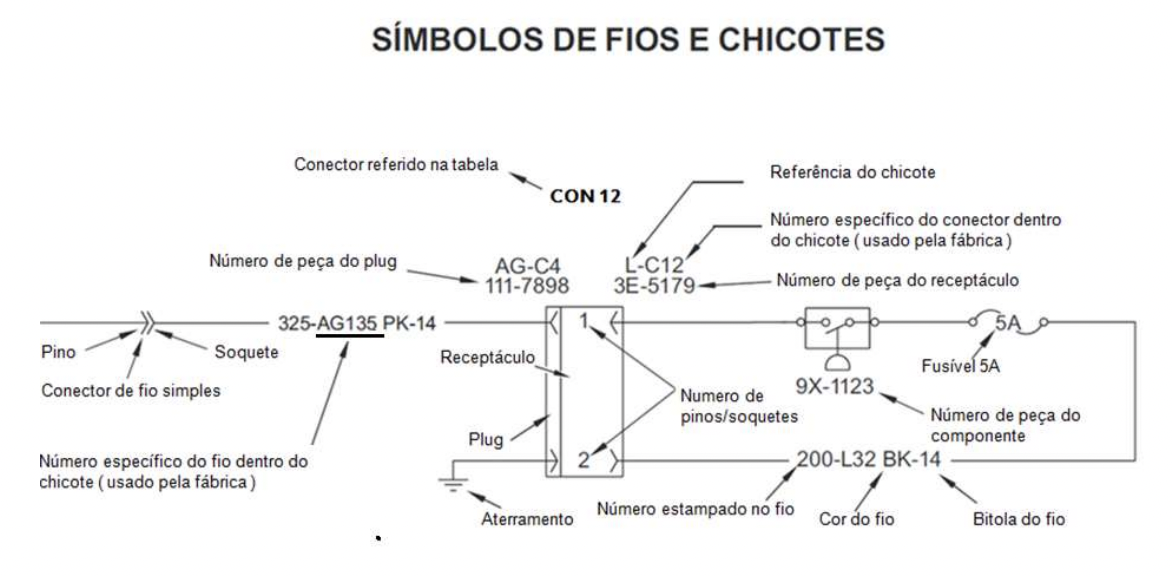 SÍMBOLOS DE FIOS E CHICOTES
Conector referido na tabela
CON 12
Referência do chicote
Número específico do conector dentro
do chicote ( usado pela fábrica )
Número de peça do plug
AG-C4
111-7898
L-C12
3E-5179
Número de peça do receptáculo
325-AG135 PK-14
1
5A
Pino
Soquete
Receptáculo
Fusível 5A
Conector de fio simples
9X-1123
Numero de
pinos/soquetes
Número de peça do
componente
Plug
2
200-L32 BK-14
Número específico do fio dentro do
chicote ( usado pela fábrica )
Aterramento
Número estampado no fio
Cor do fio
Bitola do fio